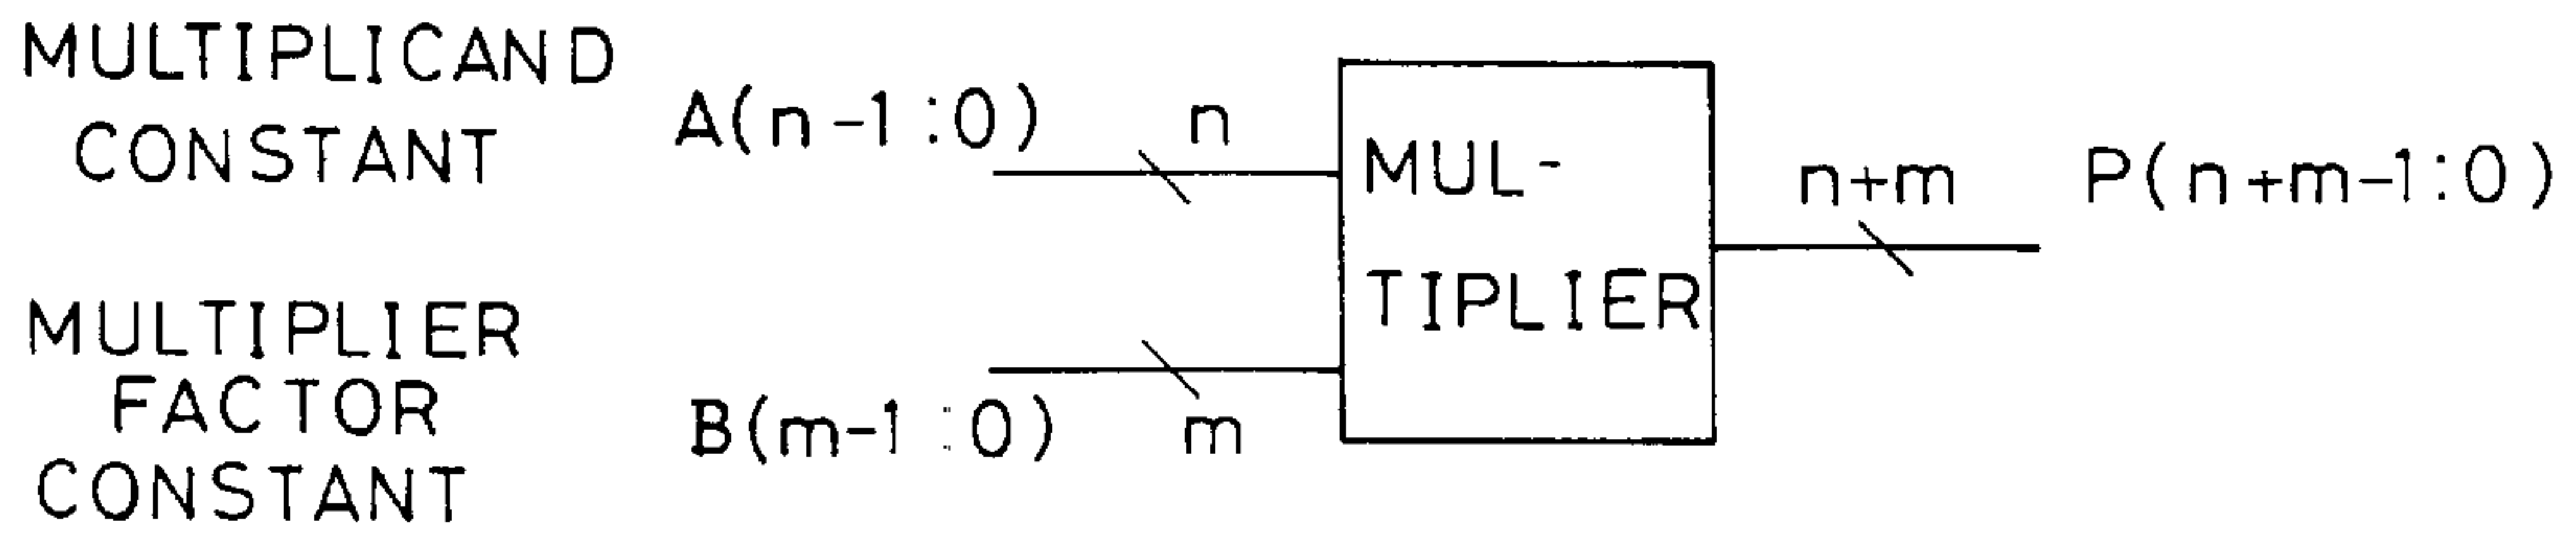 MULTIPLICAND
CONSTANT
A(n-1:0)
n
MUL-
TIPLIER
n+m
P(n+m-1:0)
MULTIPLIER
FACTOR
CONSTANT
B(m-1:0)
m